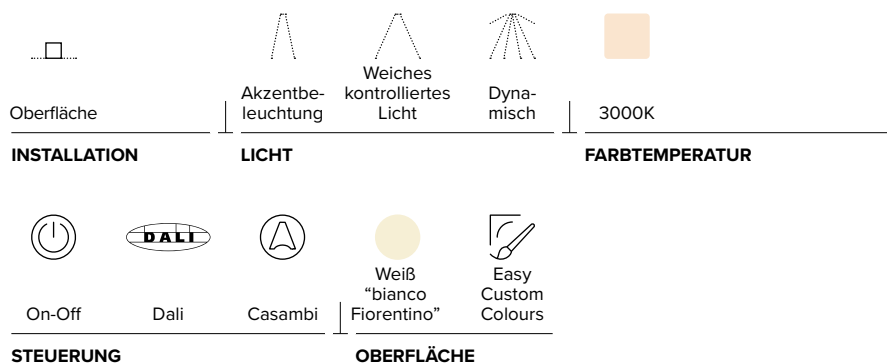 Oberfläche
Akzentbe-
leuchtung
Weiches
kontrolliertes
Licht
Dyna-
misch
3000K
INSTALLATION
LICHT
FARBTEMPERATUR
DALI
On-Off
Dali
Casambi
Weiß
“bianco
Fiorentino”
Easy
Custom
Colours
STEUERUNG
OBERFLÄCHE